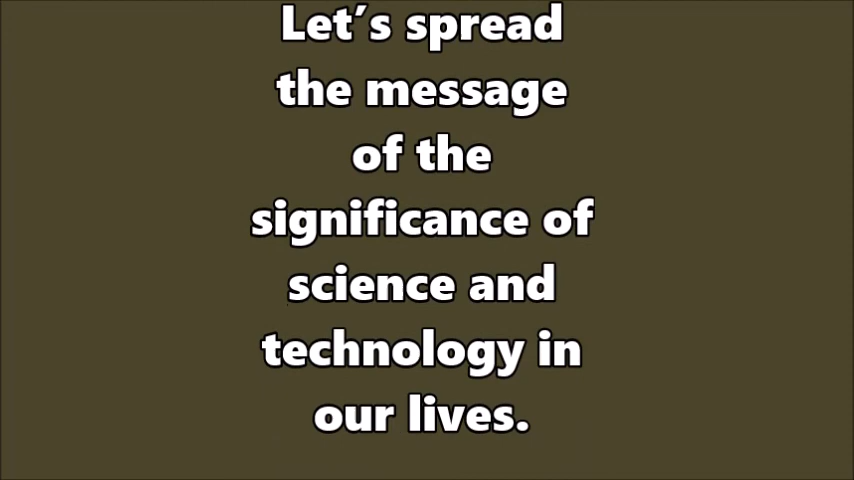 Let’s spread
the message
of the
significance of
science and
technology in
our lives.